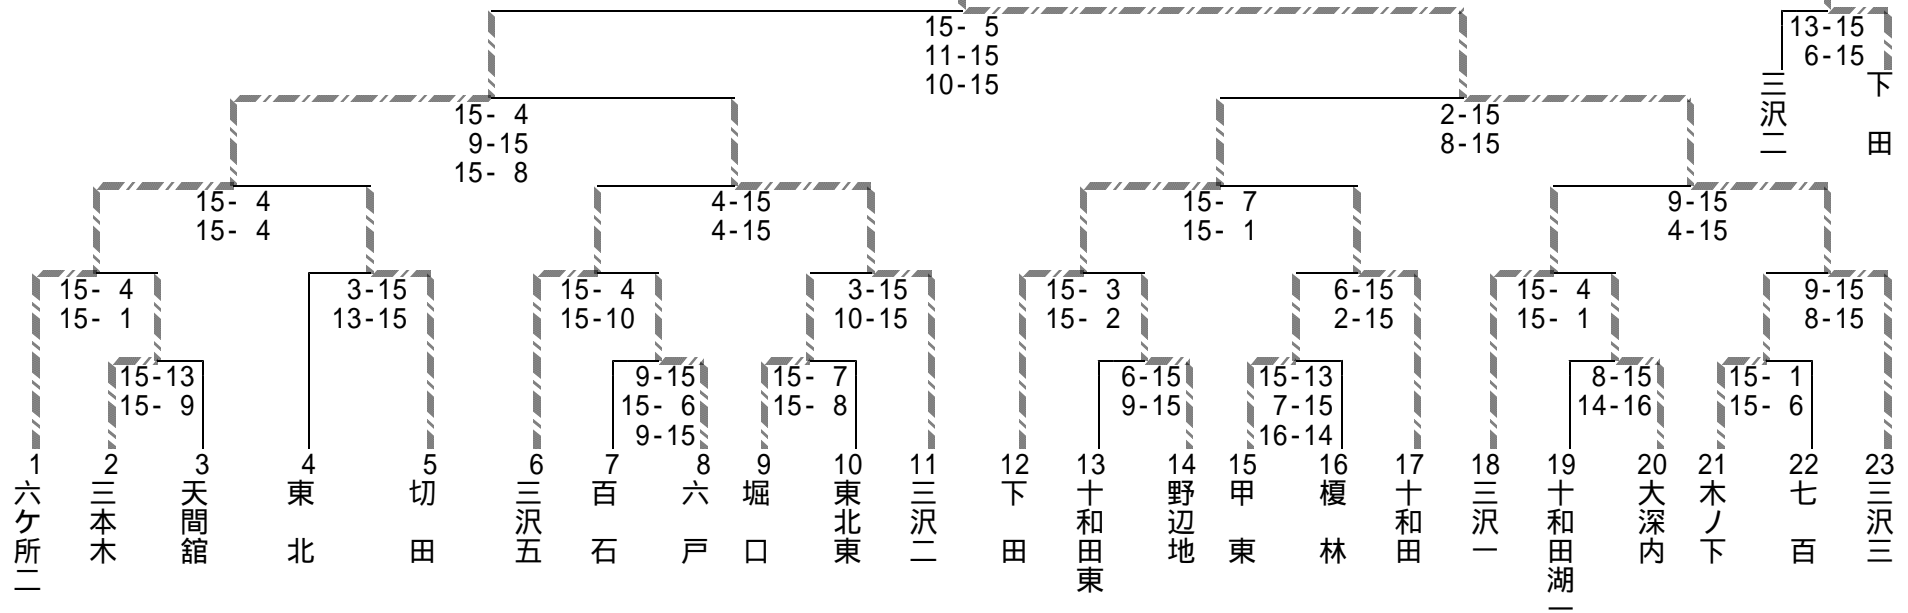 15- 5
11-15
10-15
13-15
6-15
三沢二
下田
15- 4
9-15
15- 8
2-15
8-15
15- 4
15- 4
4-15
4-15
15- 7
15- 1
9-15
4-15
15- 4
15- 1
3-15
13-15
15- 4
15-10
3-15
10-15
15- 3
15- 2
6-15
2-15
15- 4
15- 1
9-15
8-15
15-13
15- 9
9-15
15- 6
9-15
15- 7
15- 8
6-15
9-15
15-13
7-15
16-14
8-15
14-16
15- 1
15- 6
1 六ケ所二
2 三本木
3 天間舘
4 東北
5 切田
6 三沢五
7 百石
8 六戸
9 堀口
10 東北東
11 三沢二
12 下田
13 十和田東
14 野辺地
15 甲東
16 榎林
17 十和田
18 三沢一
19 十和田湖一
20 大深内
21 木ノ下
22 七百
23 三沢三